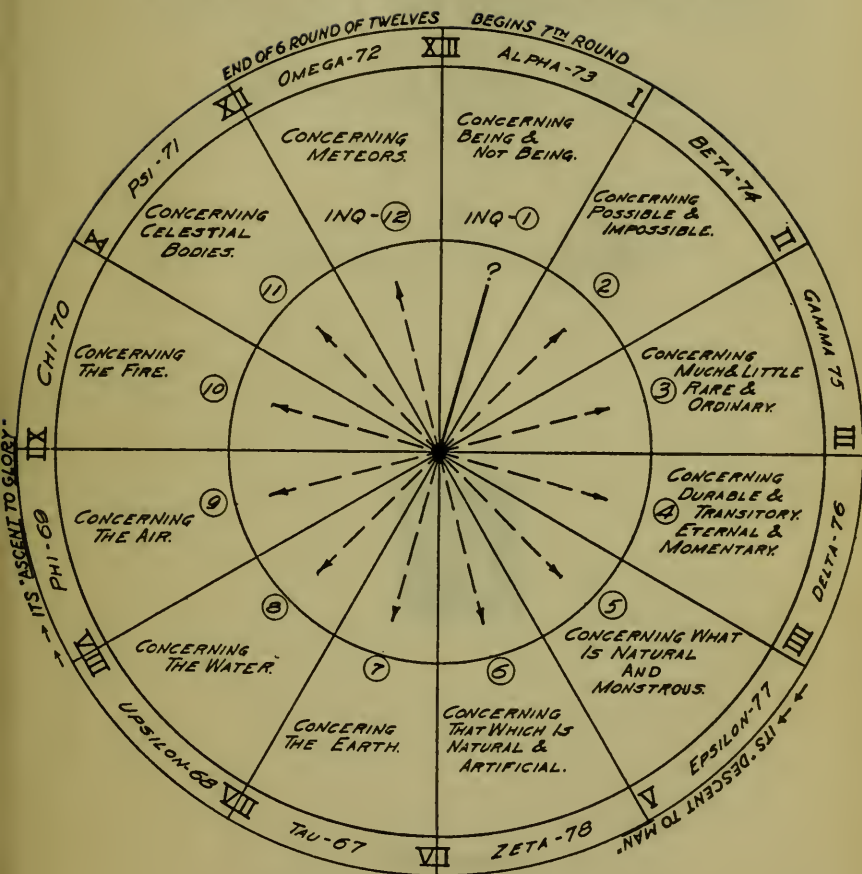 END OF 6 ROUND OF TWELVES
BEGINS 7TH ROUND
XII
ALPHA-73
I
BETA-74
II
GAMMA 75
III
DELTA-76
IIII
EPSILON-77
V
ZETA-78
VI
TAU-67
VII
UPSILON-68
VIII
PHI-69
IX
CHI-70
X
PSI-71
XI
OMEGA-72
ITS "DESCENT TO MAN"
ITS "ASCENT TO GLORY"
CONCERNING
BEING &
NOT BEING.
INQ-1
?
CONCERNING
POSSIBLE &
IMPOSSIBLE.
2
CONCERNING
MUCH & LITTLE
RARE &
ORDINARY.
3
CONCERNING
DURABLE &
TRANSITORY.
ETERNAL &
MOMENTARY.
4
CONCERNING WHAT
IS NATURAL
AND
MONSTROUS.
5
CONCERNING
THAT WHICH IS
NATURAL &
ARTIFICIAL.
6
CONCERING
THE EARTH.
7
CONCERNING
THE WATER.
8
CONCERNING
THE AIR.
9
CONCERNING
THE FIRE.
10
CONCERNING
CELESTIAL
BODIES.
11
CONCERNING
METEORS.
INQ-12